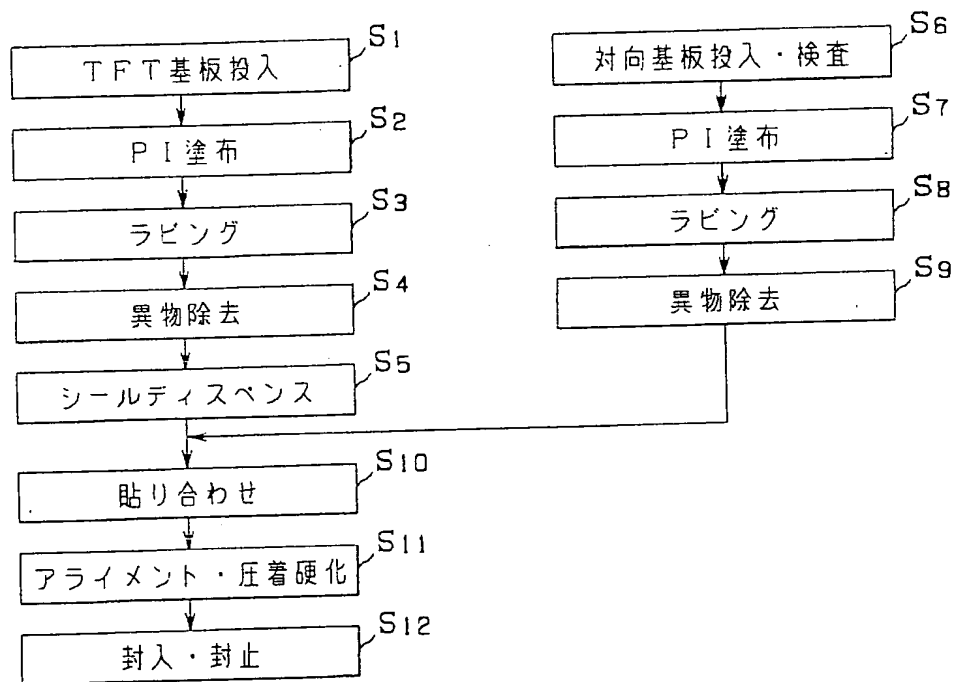 S1
TFT基板投入
S2
PI塗布
S3
ラビング
S4
異物除去
S5
シールディスペンス
S6
対向基板投入・検査
S7
PI塗布
S8
ラビング
S9
異物除去
S10
貼り合わせ
S11
アライメント・圧着硬化
S12
封入・封止